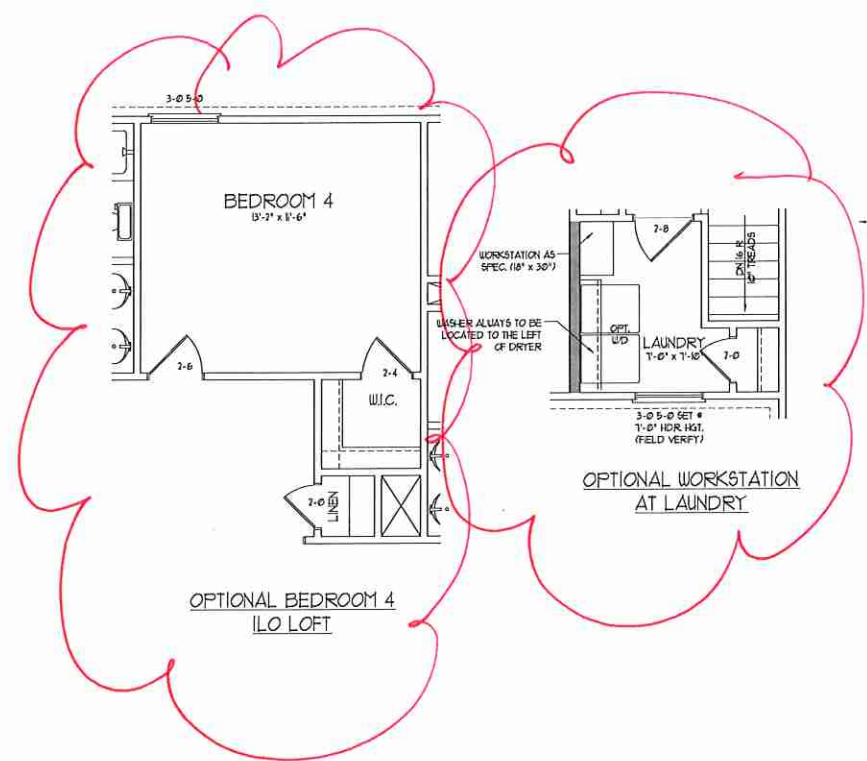 3-0 5-0
BEDROOM 4
13'-2" x 11'-6"
2-6
2-4
W.I.C.
2-0
LINEN
OPTIONAL BEDROOM 4
ILO LOFT
2-8
WORKSTATION AS
SPEC. (18" x 30")
DN 16 R
10" TREADS
WASHER ALWAYS TO BE
LOCATED TO THE LEFT
OF DRYER
OPT.
W/D
LAUNDRY
7'-0" x 7'-10"
2-0
3-0 5-0 SET @
7'-0" HDR. HGT.
(FIELD VERIFY)
OPTIONAL WORKSTATION
AT LAUNDRY